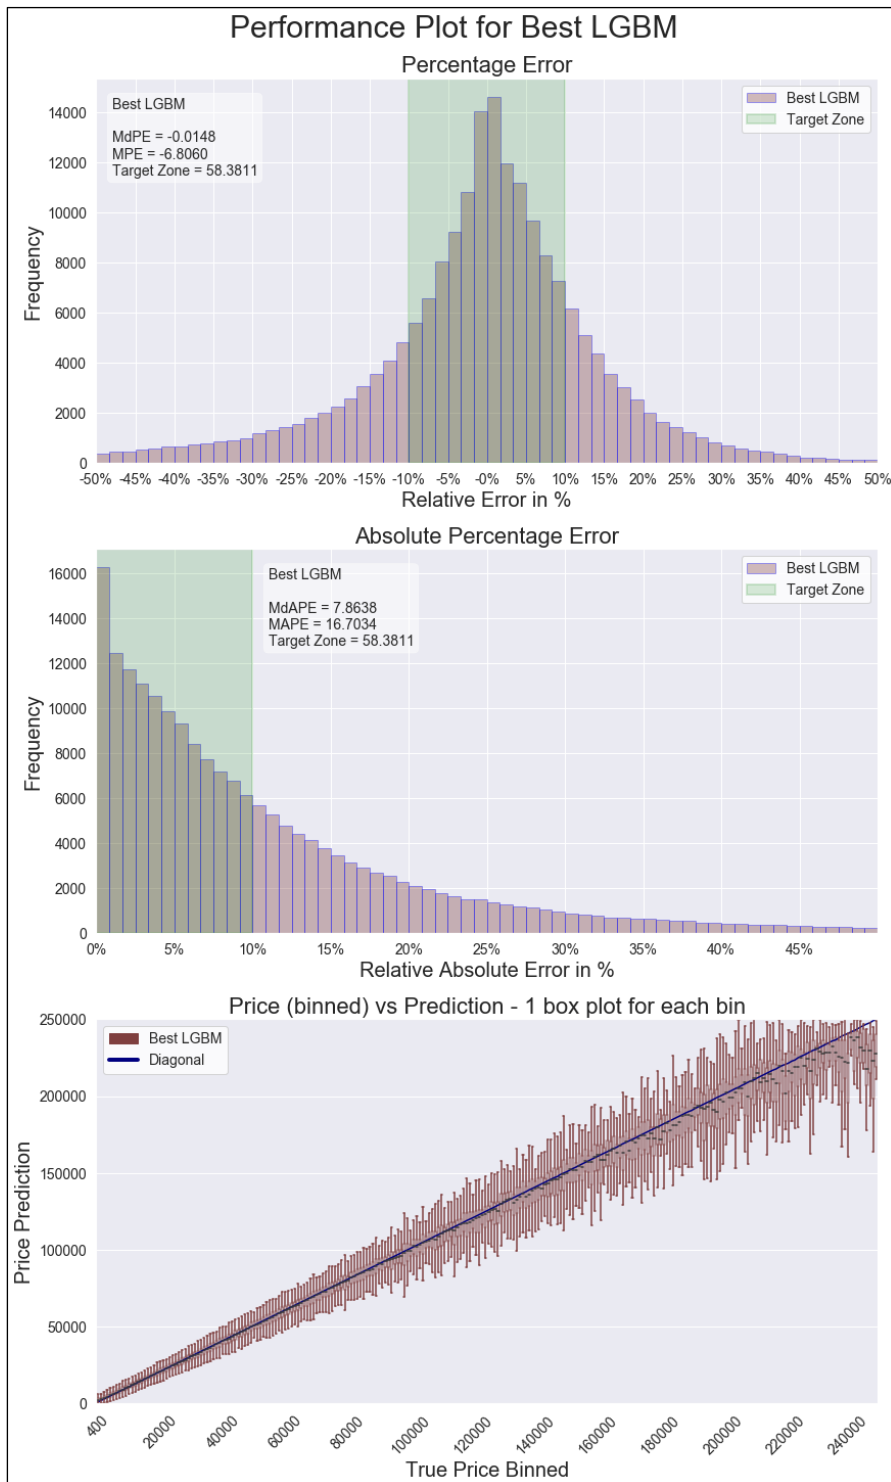 Performance Plot for Best LGBM
Percentage Error
Best LGBM
MdPE = -0.0148
MPE = -6.8060
Target Zone = 58.3811
Best LGBM
Target Zone
Frequency
14000
12000
10000
8000
6000
4000
2000
0
-50% -45% -40% -35% -30% -25% -20% -15% -10% -5% -0% 5% 10% 15% 20% 25% 30% 35% 40% 45% 50%
Relative Error in %
Absolute Percentage Error
Best LGBM
MdAPE = 7.8638
MAPE = 16.7034
Target Zone = 58.3811
Best LGBM
Target Zone
Frequency
16000
14000
12000
10000
8000
6000
4000
2000
0
0% 5% 10% 15% 20% 25% 30% 35% 40% 45%
Relative Absolute Error in %
Price (binned) vs Prediction - 1 box plot for each bin
Best LGBM
Diagonal
Price Prediction
250000
200000
150000
100000
50000
0
400 20000 40000 60000 80000 100000 120000 140000 160000 180000 200000 220000 240000
True Price Binned